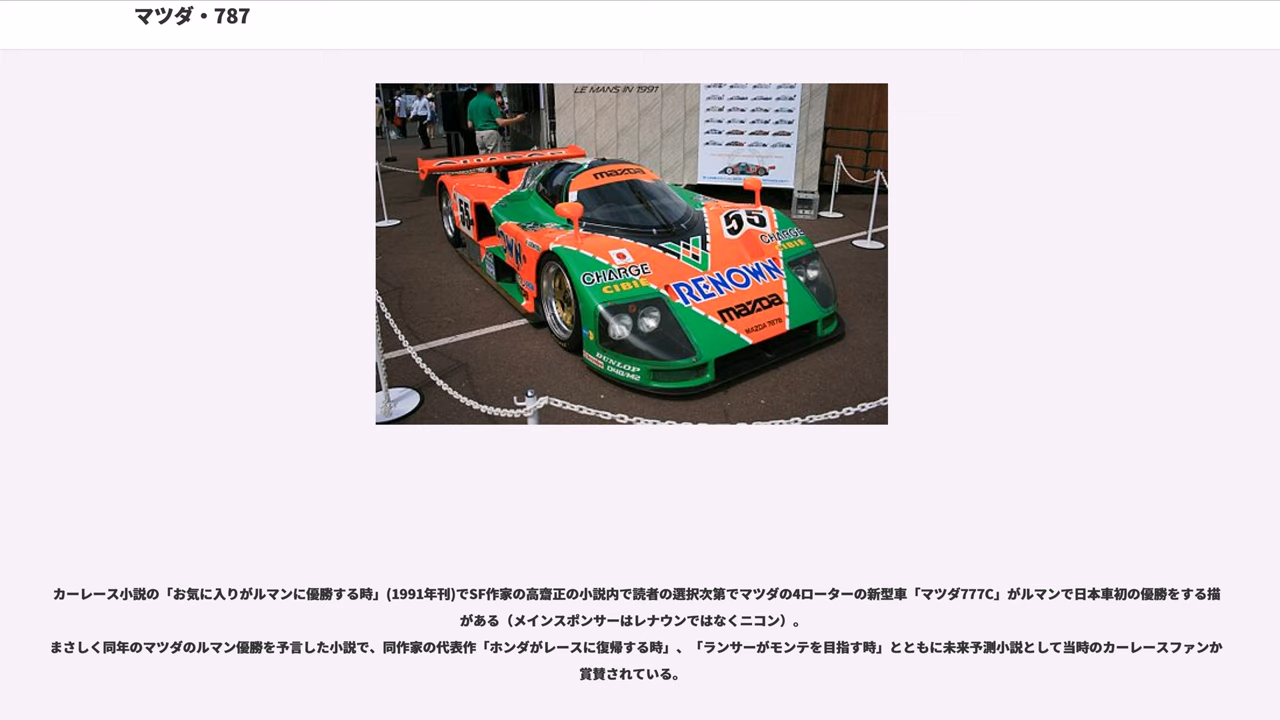 マツダ・787
LE MANS IN 1991
CHARGE
mazda
55
55
CHARGE
CIBIE
CHARGE
CIBIE
RENOWN
mazda
MAZDA 787B
DUNLOP
カーレース小説の「お気に入りがルマンに優勝する時」(1991年刊)でSF作家の高齋正の小説内で読者の選択次第でマツダの4ローターの新型車「マツダ777C」がルマンで日本車初の優勝をする描
がある（メインスポンサーはレナウンではなくニコン）。
まさしく同年のマツダのルマン優勝を予言した小説で、同作家の代表作「ホンダがレースに復帰する時」、「ランサーがモンテを目指す時」とともに未来予測小説として当時のカーレースファンか
賞賛されている。